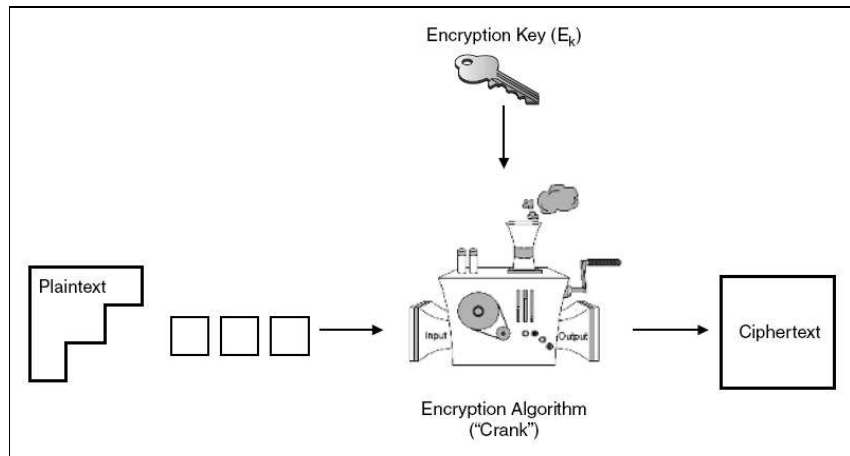 Encryption Key (Ek)
Plaintext
Input
Output
Ciphertext
Encryption Algorithm
(“Crank”)